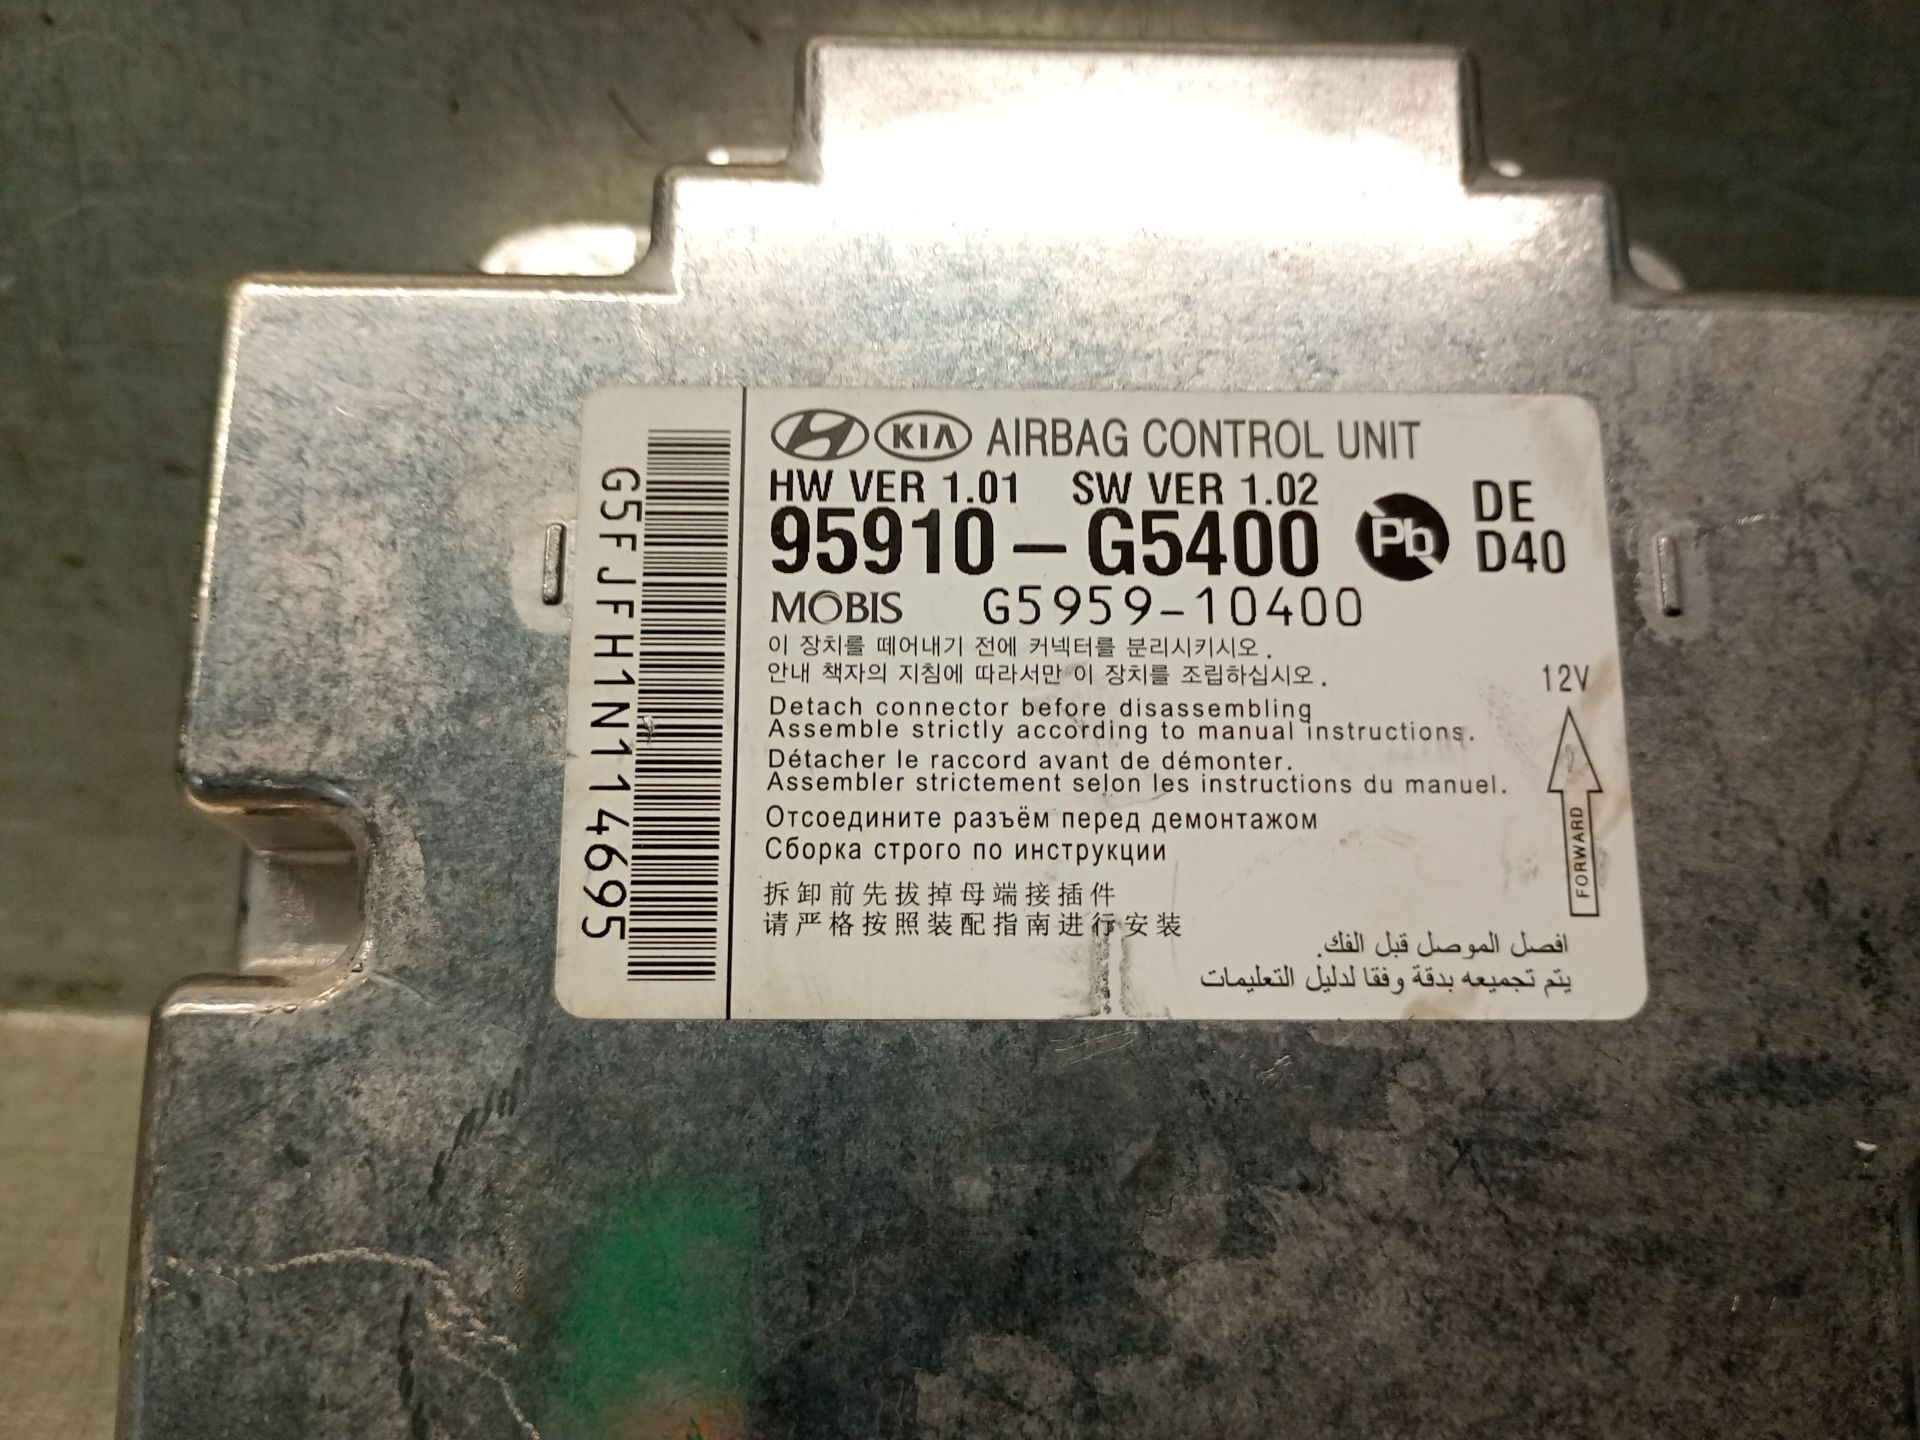 G5FJFH1N114695
KIA AIRBAG CONTROL UNIT
HW VER 1.01 SW VER 1.02
95910-G5400 Pb DE
D40
MOBIS G5959-10400
이 장치를 떼어내기 전에 커넥터를 분리시키시오.
안내 책자의 지침에 따라서만 이 장치를 조립하십시오.
12V
Detach connector before disassembling
Assemble strictly according to manual instructions.
Détacher le raccord avant de démonter.
Assembler strictement selon les instructions du manuel.
Отсоедините разъём перед демонтажом
Сборка строго по инструкции
FORWARD
拆卸前先拔掉母端接插件
请严格按照装配指南进行安装
افصل الموصل قبل الفك.
يتم تجميعه بدقة وفقا لدليل التعليمات